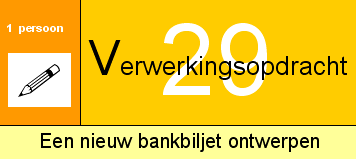 1 persoon
29
Verwerkingsopdracht
Een nieuw bankbiljet ontwerpen